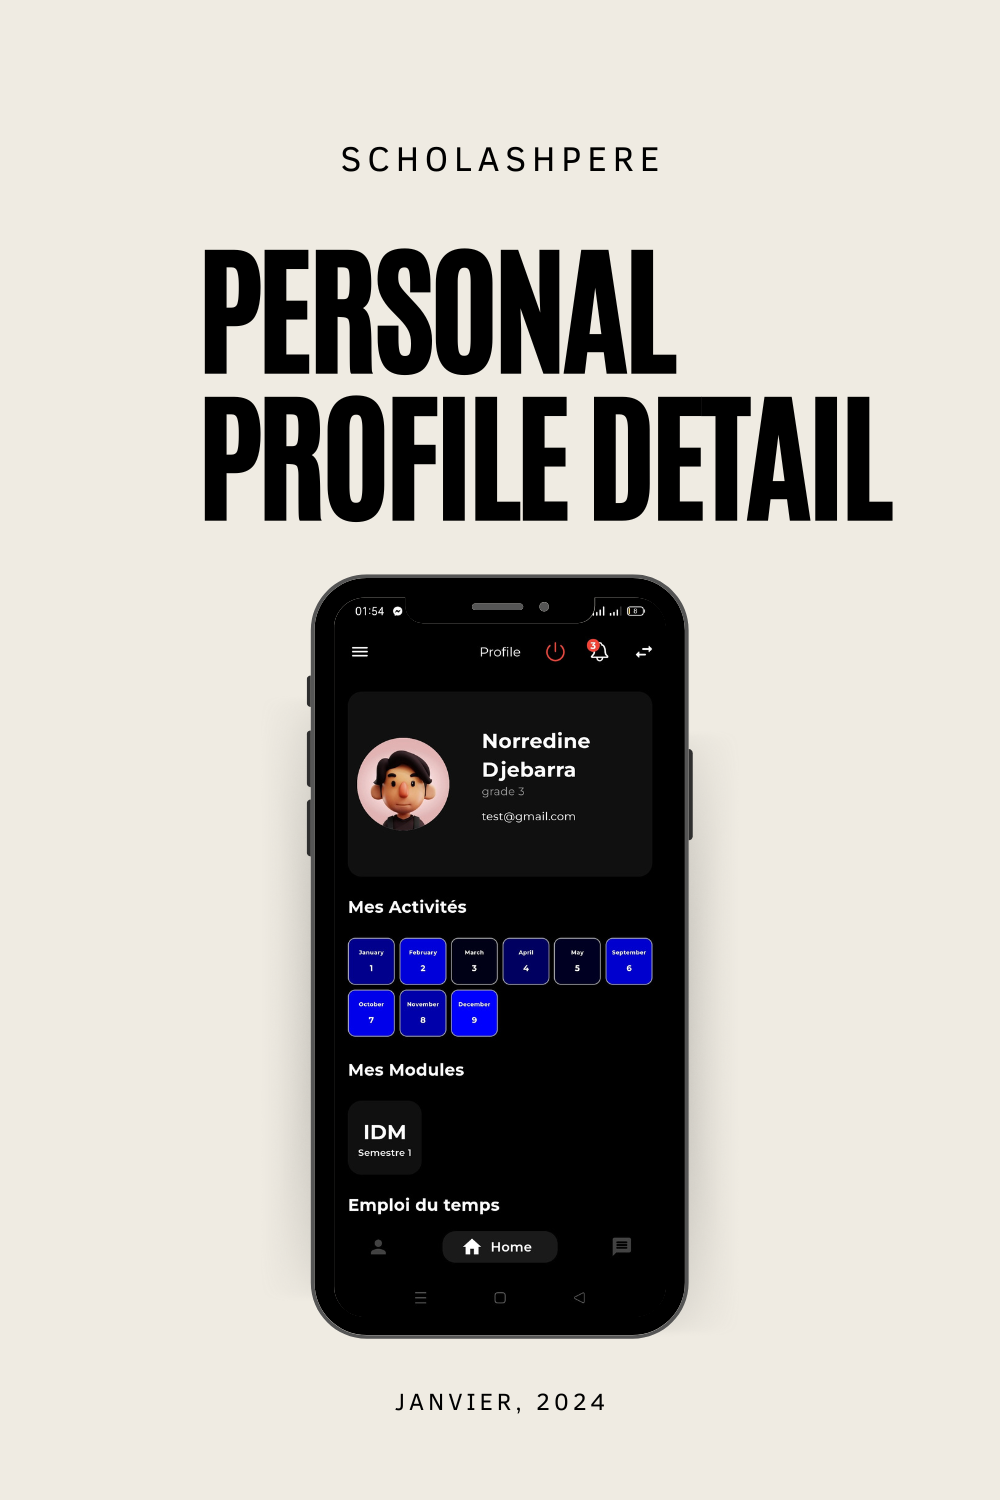 SCHOLASHPERE
PERSONAL
PROFILE DETAIL
01:54
8
Profile
3
Norredine
Djebarra
grade 3
test@gmail.com
Mes Activités
January February March April May September
1 2 3 4 5 6
October November December
7 8 9
Mes Modules
IDM
Semestre 1
Emploi du temps
Home
JANVIER, 2024